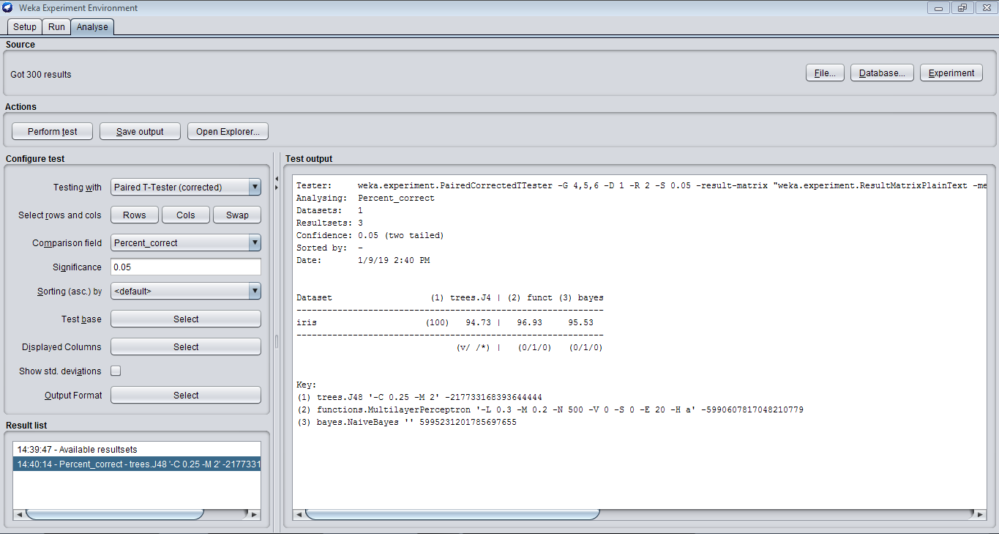 Weka Experiment Environment
Setup Run Analyse
Source
Got 300 results
File... Database... Experiment
Actions
Perform test Save output Open Explorer...
Configure test
Testing with Paired T-Tester (corrected)
Select rows and cols Rows Cols Swap
Comparison field Percent_correct
Significance 0.05
Sorting (asc.) by <default>
Test base Select
Displayed Columns Select
Show std. deviations
Output Format Select
Result list
14:39:47 - Available resultsets
14:40:14 - Percent_correct - trees.J48 '-C 0.25 -M 2' -2177331
Test output
Tester:     weka.experiment.PairedCorrectedTTester -G 4,5,6 -D 1 -R 2 -S 0.05 -result-matrix "weka.experiment.ResultMatrixPlainText -me
Analysing:  Percent_correct
Datasets:   1
Resultsets: 3
Confidence: 0.05 (two tailed)
Sorted by:  -
Date:       1/9/19 2:40 PM
Dataset                   (1) trees.J4 | (2) funct (3) bayes
------------------------------------------------------------
iris                     (100)   94.73 |   96.93     95.53
------------------------------------------------------------
(v/ /*) |   (0/1/0)   (0/1/0)
Key:
(1) trees.J48 '-C 0.25 -M 2' -217733168393644444
(2) functions.MultilayerPerceptron '-L 0.3 -M 0.2 -N 500 -V 0 -S 0 -E 20 -H a' -5990607817048210779
(3) bayes.NaiveBayes '' 5995231201785697655